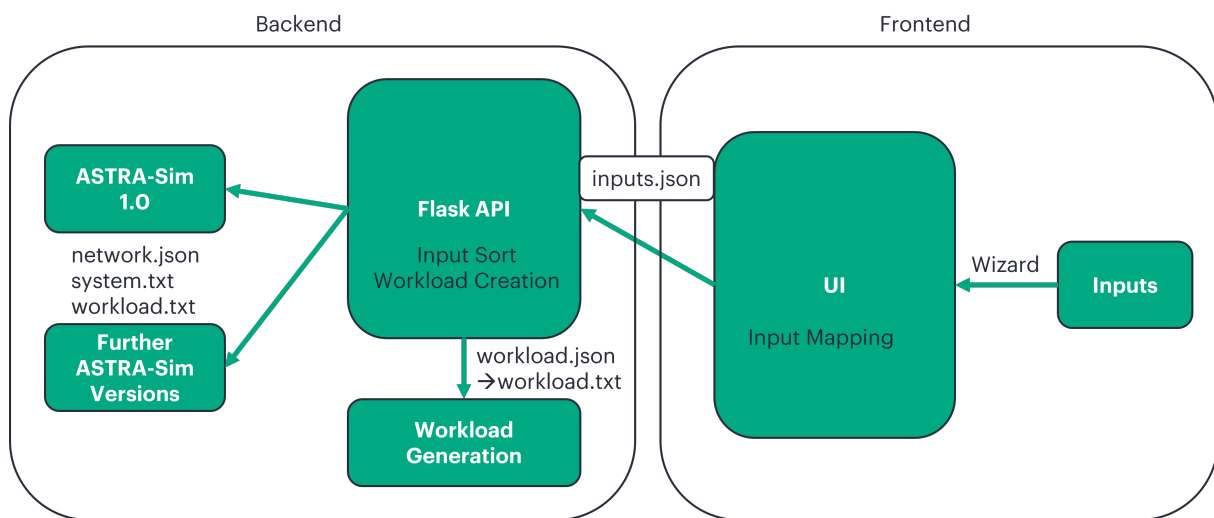 Backend
Frontend
ASTRA-Sim
1.0
network.json
system.txt
workload.txt
Further
ASTRA-Sim
Versions
Flask API
Input Sort
Workload Creation
workload.json
→workload.txt
Workload
Generation
inputs.json
UI
Input Mapping
Wizard
Inputs